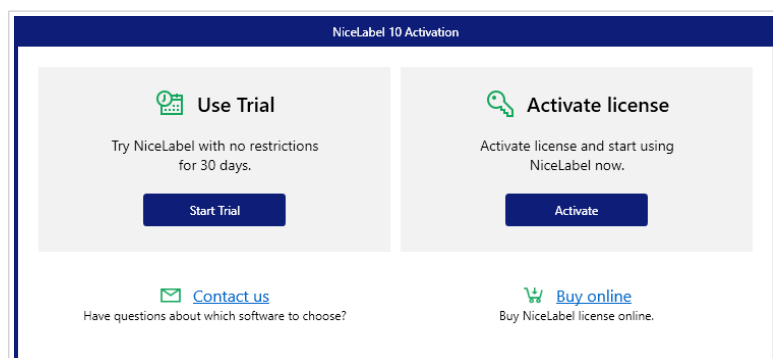 NiceLabel 10 Activation
Use Trial
Try NiceLabel with no restrictions
for 30 days.
Start Trial
Activate license
Activate license and start using
NiceLabel now.
Activate
Contact us
Have questions about which software to choose?
Buy online
Buy NiceLabel license online.